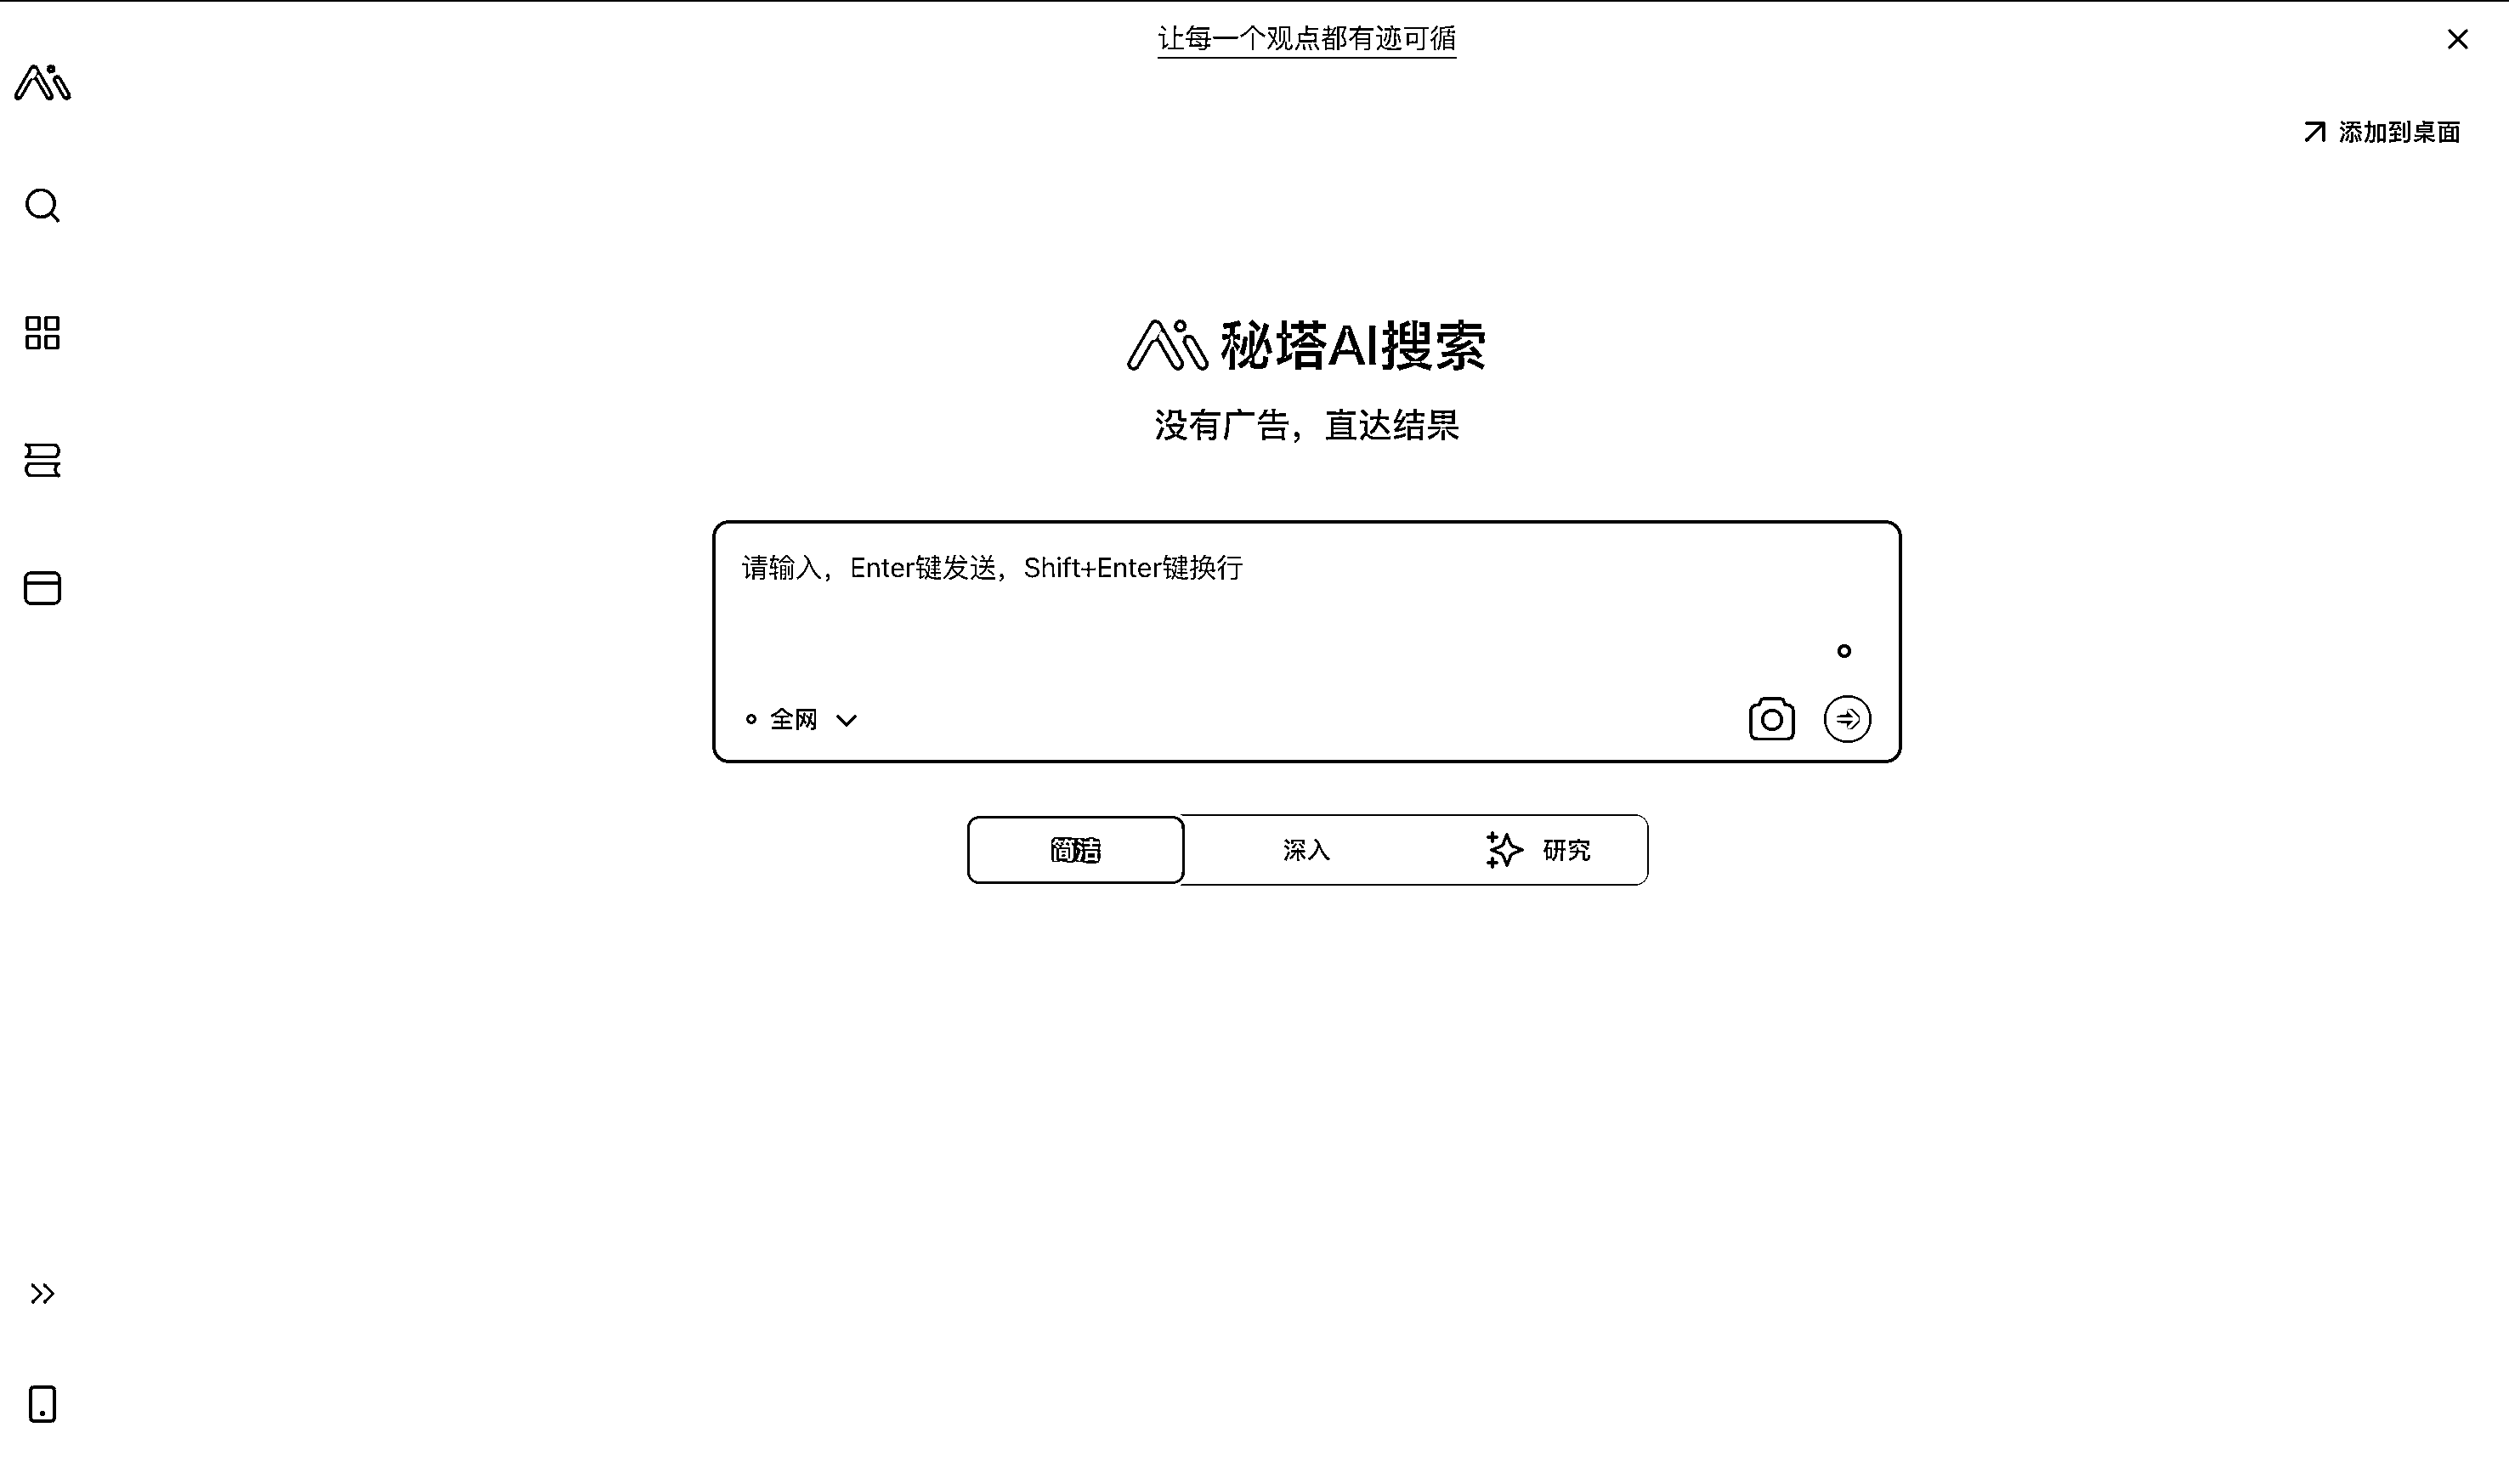 让每一个观点都有迹可循
添加到桌面
秘塔AI搜索
没有广告，直达结果
请输入，Enter键发送，Shift+Enter键换行
全网
简洁 深入 研究